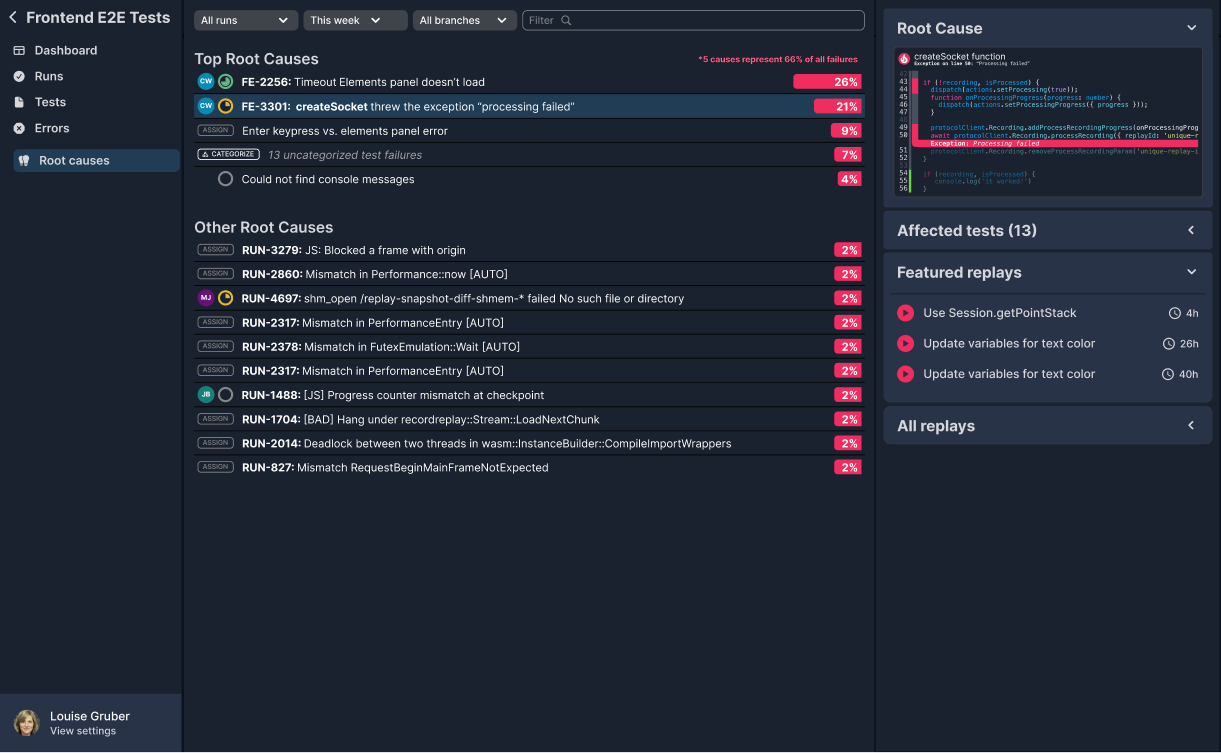 Frontend E2E Tests
Dashboard
Runs
Tests
Errors
Root causes
Louise Gruber
View settings
All runs
This week
All branches
Filter
Top Root Causes
*5 causes represent 66% of all failures
CW FE-2256: Timeout Elements panel doesn't load 26%
CW FE-3301: createSocket threw the exception “processing failed” 21%
ASSIGN Enter keypress vs. elements panel error 9%
CATEGORIZE 13 uncategorized test failures 7%
Could not find console messages 4%
Other Root Causes
ASSIGN RUN-3279: JS: Blocked a frame with origin 2%
ASSIGN RUN-2860: Mismatch in Performance::now [AUTO] 2%
MJ RUN-4697: shm_open /replay-snapshot-diff-shmem-* failed No such file or directory 2%
ASSIGN RUN-2317: Mismatch in PerformanceEntry [AUTO] 2%
ASSIGN RUN-2378: Mismatch in FutexEmulation::Wait [AUTO] 2%
ASSIGN RUN-2317: Mismatch in PerformanceEntry [AUTO] 2%
JB RUN-1488: [JS] Progress counter mismatch at checkpoint 2%
ASSIGN RUN-1704: [BAD] Hang under recordreplay::Stream::LoadNextChunk 2%
ASSIGN RUN-2014: Deadlock between two threads in wasm::InstanceBuilder::CompileImportWrappers 2%
ASSIGN RUN-827: Mismatch RequestBeginMainFrameNotExpected 2%
Root Cause
createSocket function
Exception on line 50: "Processing failed"
42
43 if (!recording, isProcessed) {
44 dispatch(actions.setProcessing(true));
45 function onProcessingProgress(progress: number) {
46 dispatch(actions.setProcessingProgress({ progress }));
47 }
48
49 protocolClient.Recording.addProcessRecordingProgress(onProcessingProg
50 await protocolClient.Recording.processRecording({ replayId: 'unique-r
Exception: Processing failed
51 protocolClient.Recording.removeProcessRecordingParam('unique-replay-i
52 }
53
54 if (recording, isProcessed) {
55 console.log('it worked!')
56 }
Affected tests (13)
Featured replays
Use Session.getPointStack 4h
Update variables for text color 26h
Update variables for text color 40h
All replays